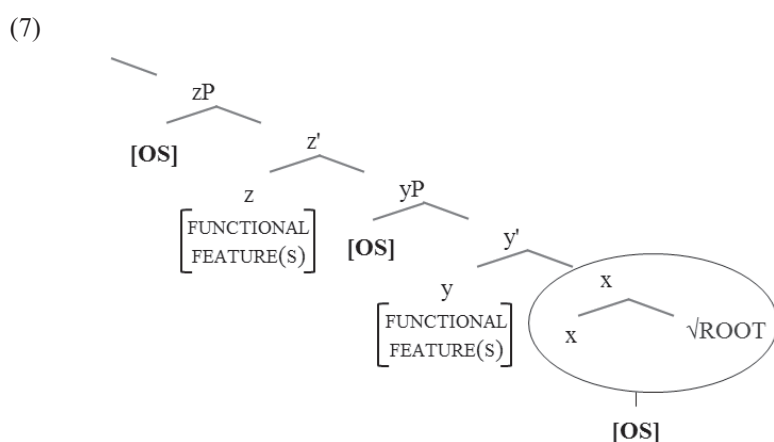 (7)
zP
[OS]
z'
z
[FUNCTIONAL
FEATURE(S)]
yP
[OS]
y'
y
[FUNCTIONAL
FEATURE(S)]
x
x
√ROOT
[OS]